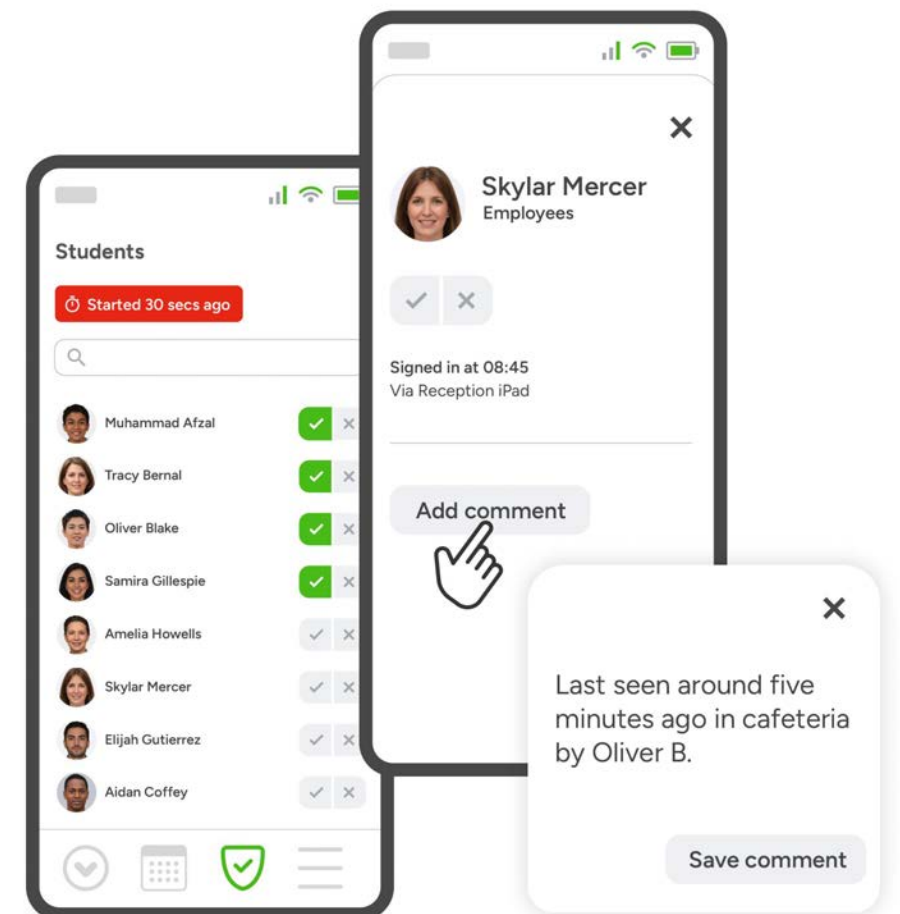 Students
Started 30 secs ago
Muhammad Afzal
Tracy Bernal
Oliver Blake
Samira Gillespie
Amelia Howells
Skylar Mercer
Elijah Gutierrez
Aidan Coffey
Skylar Mercer
Employees
Signed in at 08:45
Via Reception iPad
Add comment
Last seen around five
minutes ago in cafeteria
by Oliver B.
Save comment